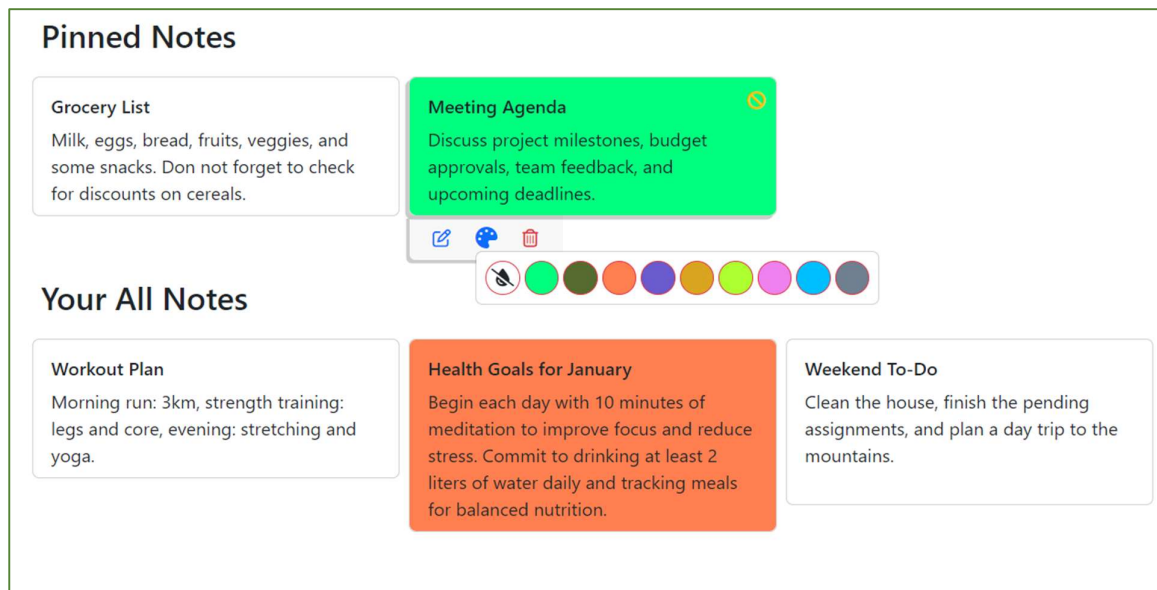 Pinned Notes
Grocery List
Milk, eggs, bread, fruits, veggies, and
some snacks. Don not forget to check
for discounts on cereals.
Meeting Agenda
Discuss project milestones, budget
approvals, team feedback, and
upcoming deadlines.
Your All Notes
Workout Plan
Morning run: 3km, strength training:
legs and core, evening: stretching and
yoga.
Health Goals for January
Begin each day with 10 minutes of
meditation to improve focus and reduce
stress. Commit to drinking at least 2
liters of water daily and tracking meals
for balanced nutrition.
Weekend To-Do
Clean the house, finish the pending
assignments, and plan a day trip to the
mountains.